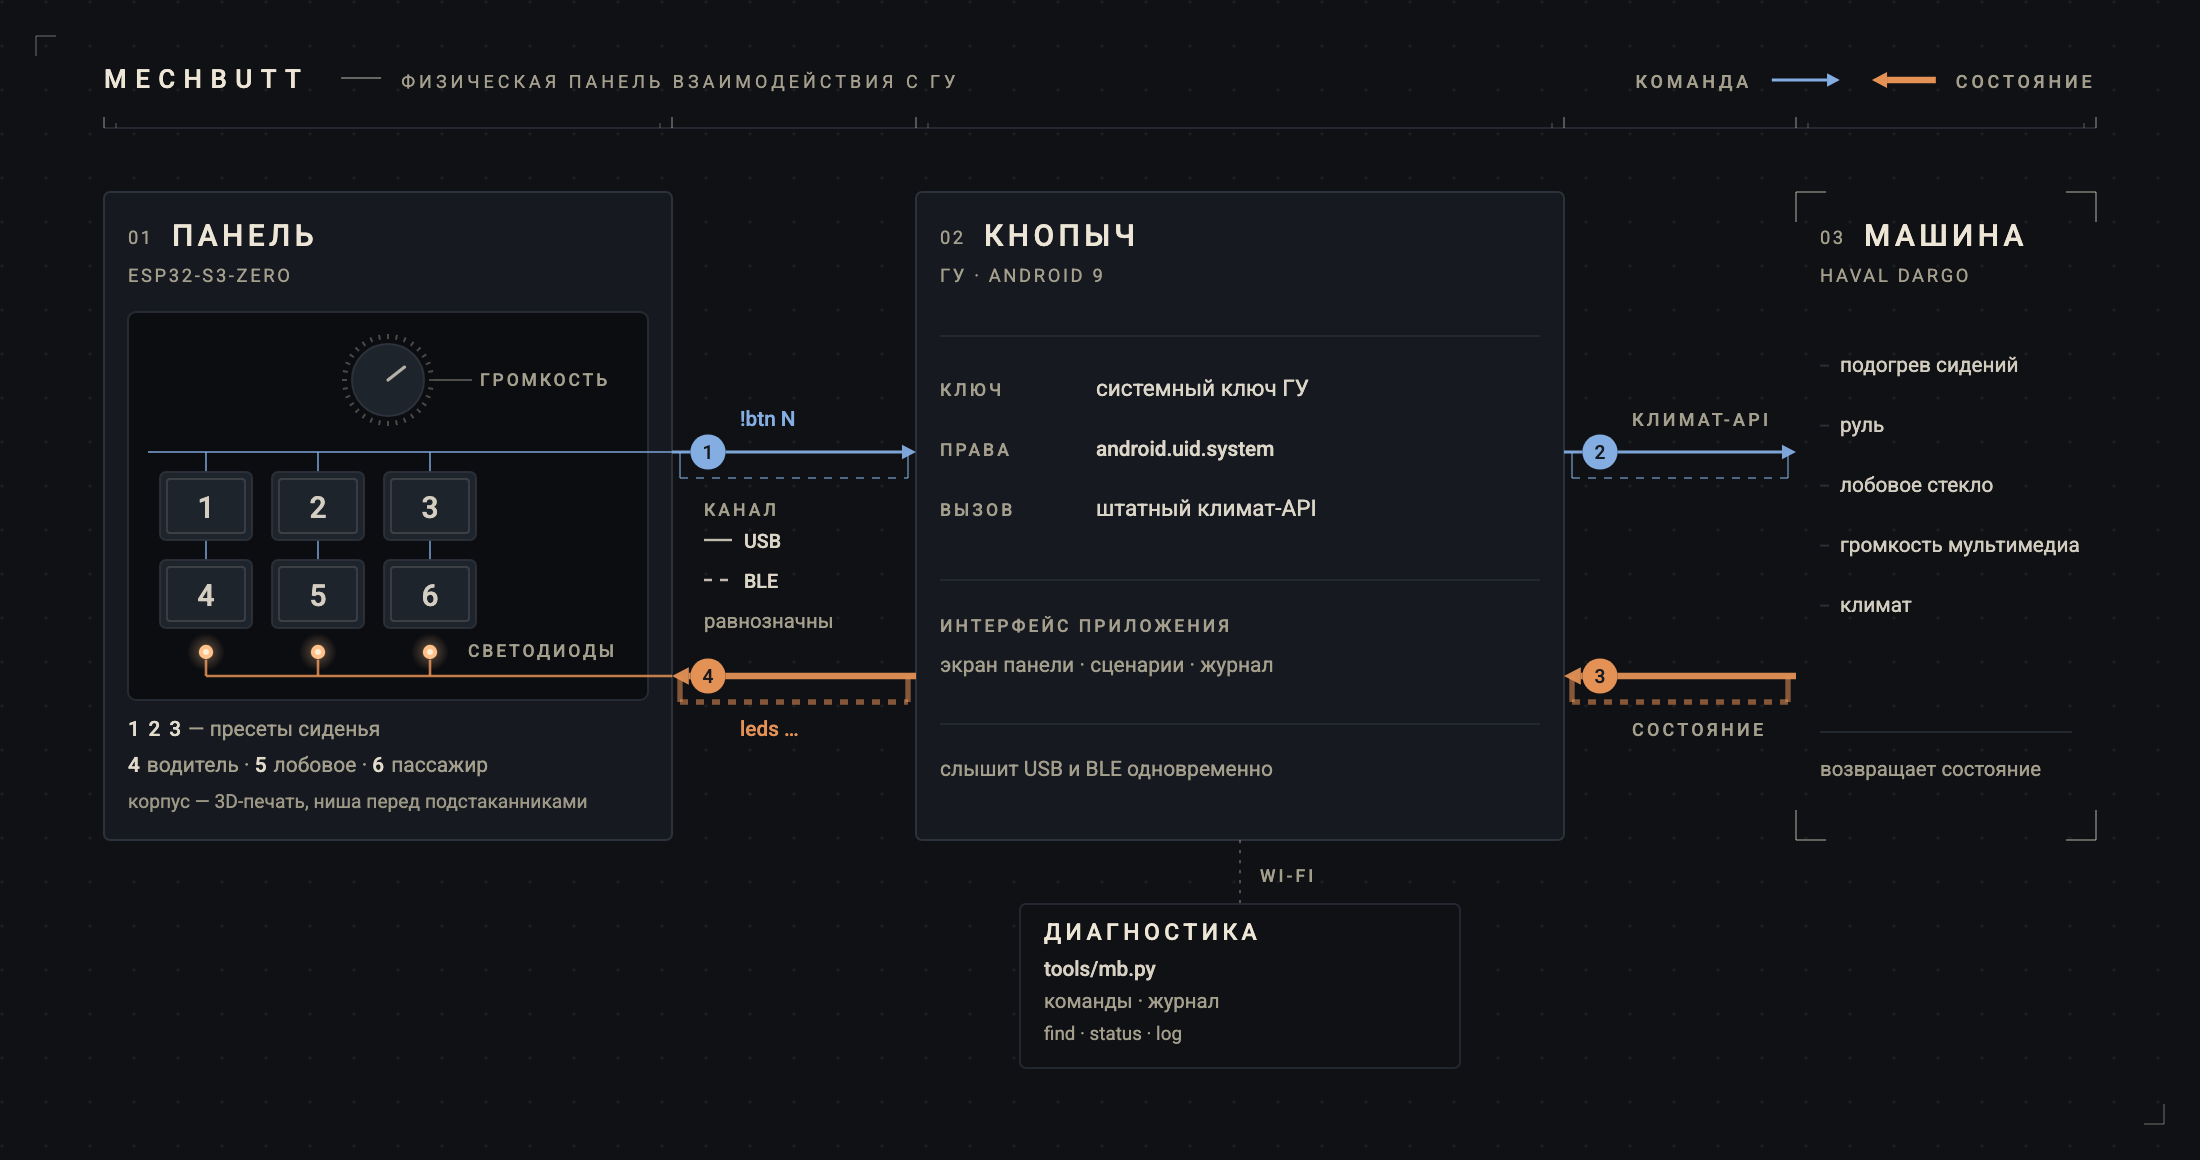 MECHBUTT — ФИЗИЧЕСКАЯ ПАНЕЛЬ ВЗАИМОДЕЙСТВИЯ С ГУ
КОМАНДА
СОСТОЯНИЕ
01 ПАНЕЛЬ
ESP32-S3-ZERO
ГРОМКОСТЬ
1 2 3
4 5 6
СВЕТОДИОДЫ
1 2 3 — пресеты сиденья
4 водитель · 5 лобовое · 6 пассажир
корпус — 3D-печать, ниша перед подстаканниками
!btn N
1
КАНАЛ
USB
BLE
равнозначны
4
leds ...
02 КНОПЫЧ
ГУ · ANDROID 9
КЛЮЧ системный ключ ГУ
ПРАВА android.uid.system
ВЫЗОВ штатный климат-API
ИНТЕРФЕЙС ПРИЛОЖЕНИЯ
экран панели · сценарии · журнал
слышит USB и BLE одновременно
КЛИМАТ-API
2
3
СОСТОЯНИЕ
03 МАШИНА
HAVAL DARGO
подогрев сидений
руль
лобовое стекло
громкость мультимедиа
климат
возвращает состояние
WI-FI
ДИАГНОСТИКА
tools/mb.py
команды · журнал
find · status · log